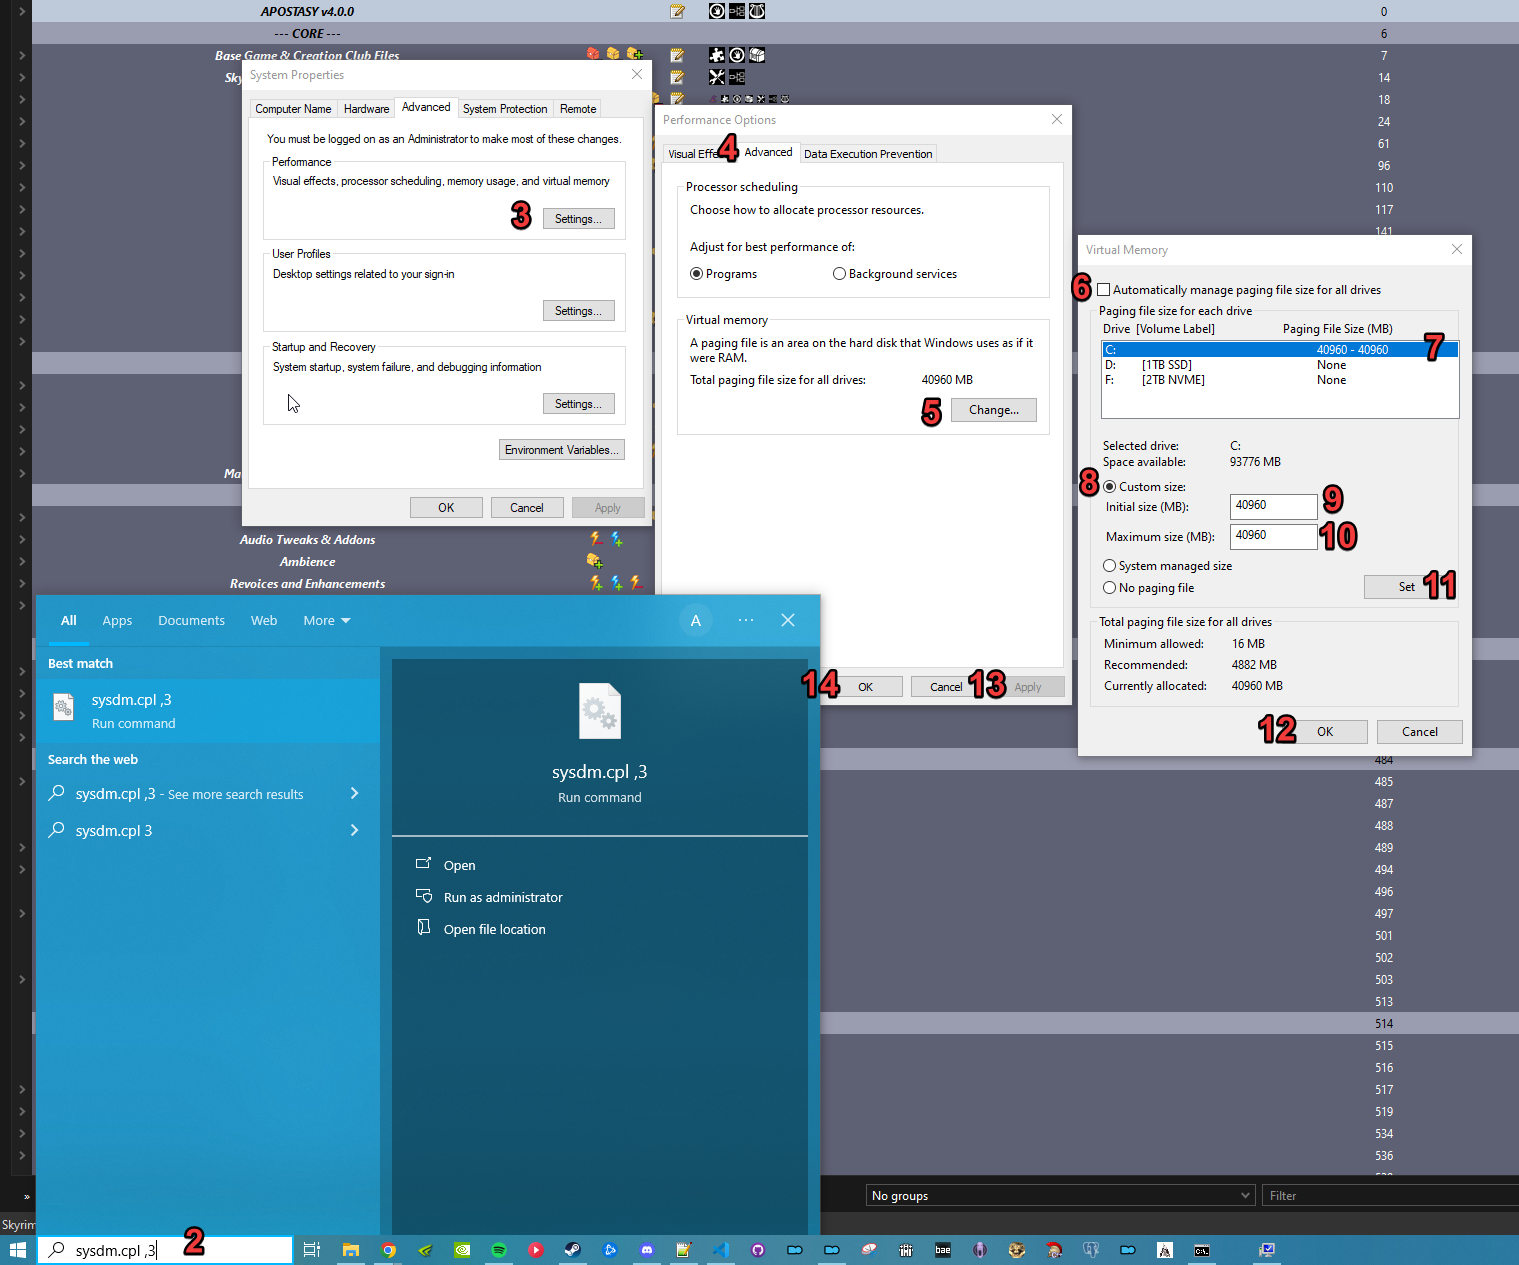 APOSTASY v4.0.0
0
--- CORE ---
6
Base Game & Creation Club Files
7
Sky
14
18
24
61
96
110
117
141
System Properties
Computer Name
Hardware
Advanced
System Protection
Remote
You must be logged on as an Administrator to make most of these changes.
Performance
Visual effects, processor scheduling, memory usage, and virtual memory
3
Settings...
User Profiles
Desktop settings related to your sign-in
Settings...
Startup and Recovery
System startup, system failure, and debugging information
Settings...
Environment Variables...
OK
Cancel
Apply
Ma
Audio Tweaks & Addons
Ambience
Revoices and Enhancements
Performance Options
Visual Effe
4
Advanced
Data Execution Prevention
Processor scheduling
Choose how to allocate processor resources.
Adjust for best performance of:
Programs
Background services
Virtual memory
A paging file is an area on the hard disk that Windows uses as if it
were RAM.
Total paging file size for all drives:
40960 MB
5
Change...
14
OK
Cancel
13
Apply
Virtual Memory
6
Automatically manage paging file size for all drives
Paging file size for each drive
Drive [Volume Label]
Paging File Size (MB)
7
C:
40960 - 40960
D:
[1TB SSD]
None
F:
[2TB NVME]
None
Selected drive:
C:
Space available:
93776 MB
8
Custom size:
Initial size (MB):
40960
9
Maximum size (MB):
40960
10
System managed size
No paging file
Set
11
Total paging file size for all drives
Minimum allowed:
16 MB
Recommended:
4882 MB
Currently allocated:
40960 MB
12
OK
Cancel
484
485
487
488
489
494
496
497
501
502
503
513
514
515
516
517
519
534
536
All
Apps
Documents
Web
More
A
...
Best match
sysdm.cpl ,3
Run command
Search the web
sysdm.cpl ,3 - See more search results
sysdm.cpl 3
sysdm.cpl ,3
Run command
Open
Run as administrator
Open file location
»
No groups
Filter
Skyrim
sysdm.cpl ,3
2
bae